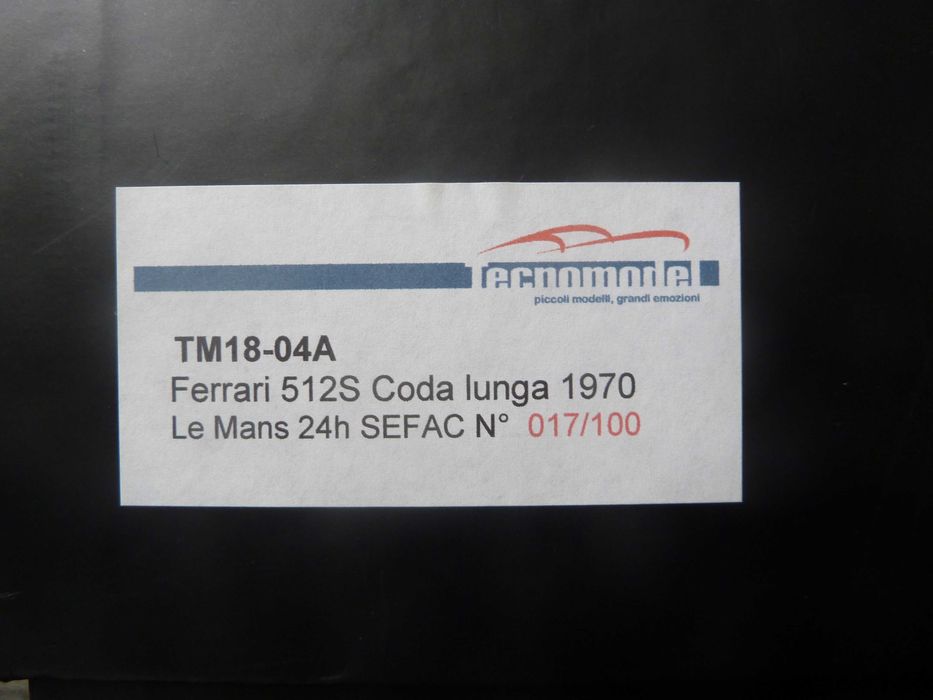 Tecnomodel
piccoli modelli, grandi emozioni
TM18-04A
Ferrari 512S Coda lunga 1970
Le Mans 24h SEFAC N° 017/100